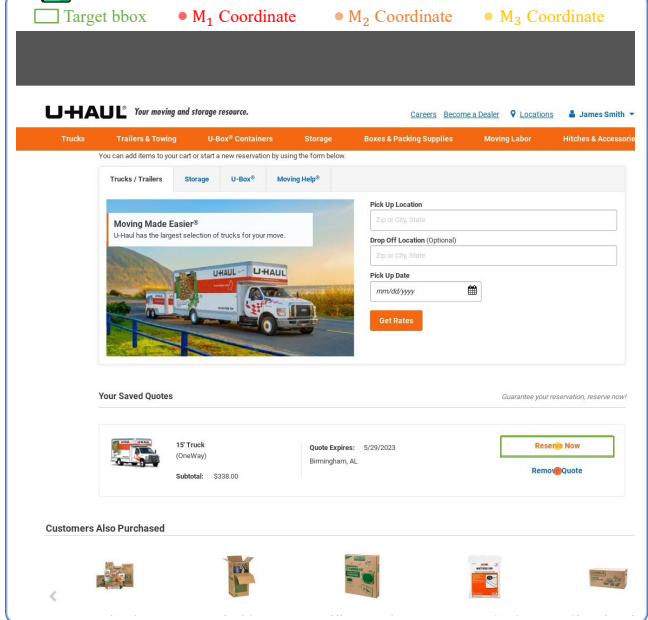 Target bbox M₁ Coordinate M₂ Coordinate M₃ Coordinate
U-HAUL® Your moving and storage resource.
Careers Become a Dealer Locations James Smith
Trucks Trailers & Towing U-Box® Containers Storage Boxes & Packing Supplies Moving Labor Hitches & Accessorie
You can add items to your cart or start a new reservation by using the form below.
Trucks / Trailers Storage U-Box® Moving Help®
Moving Made Easier®
U-Haul has the largest selection of trucks for your move.
U-HAUL U-HAUL
Pick Up Location
Zip or City, State
Drop Off Location (Optional)
Zip or City, State
Pick Up Date
mm/dd/yyyy
Get Rates
Your Saved Quotes
Guarantee your reservation, reserve now!
15' Truck
(OneWay)
Subtotal: $338.00
Quote Expires: 5/29/2023
Birmingham, AL
Reserve Now
Remove Quote
Customers Also Purchased